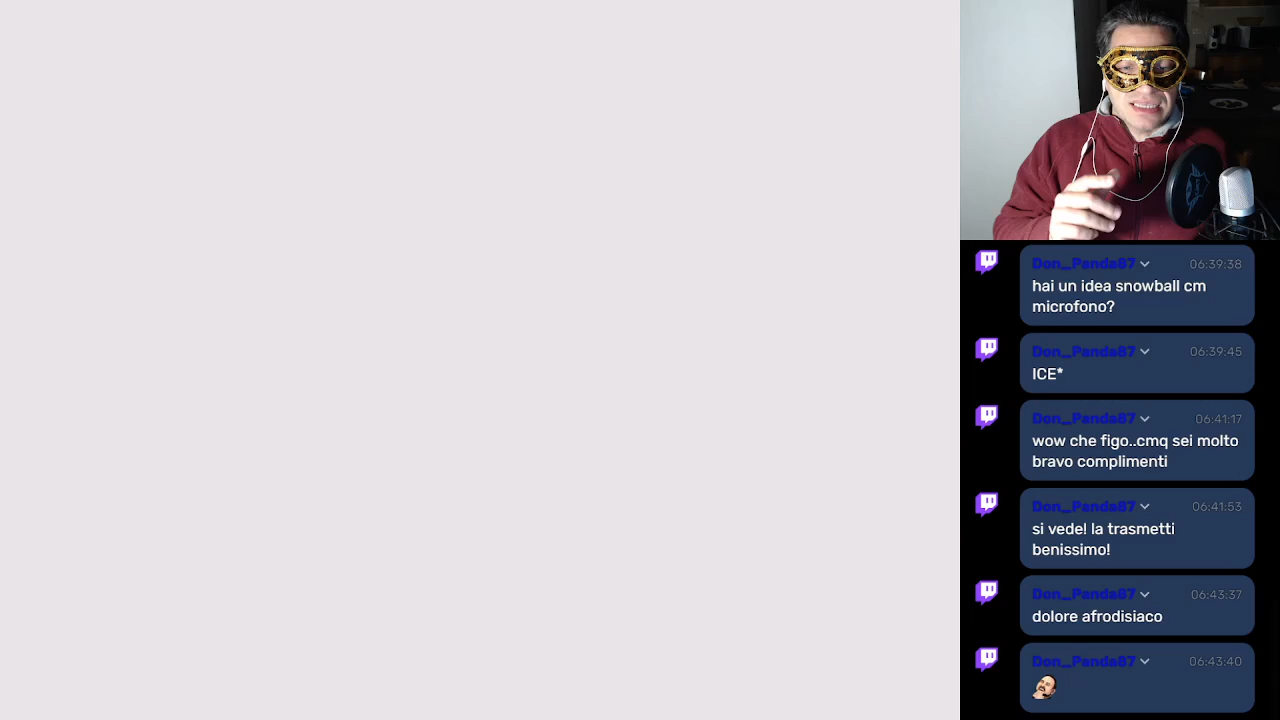 Don_Panda87 06:39:38
hai un idea snowball cm
microfono?
Don_Panda87 06:39:45
ICE*
Don_Panda87 06:41:17
wow che figo..cmq sei molto
bravo complimenti
Don_Panda87 06:41:53
si vede! la trasmetti
benissimo!
Don_Panda87 06:43:37
dolore afrodisiaco
Don_Panda87 06:43:40